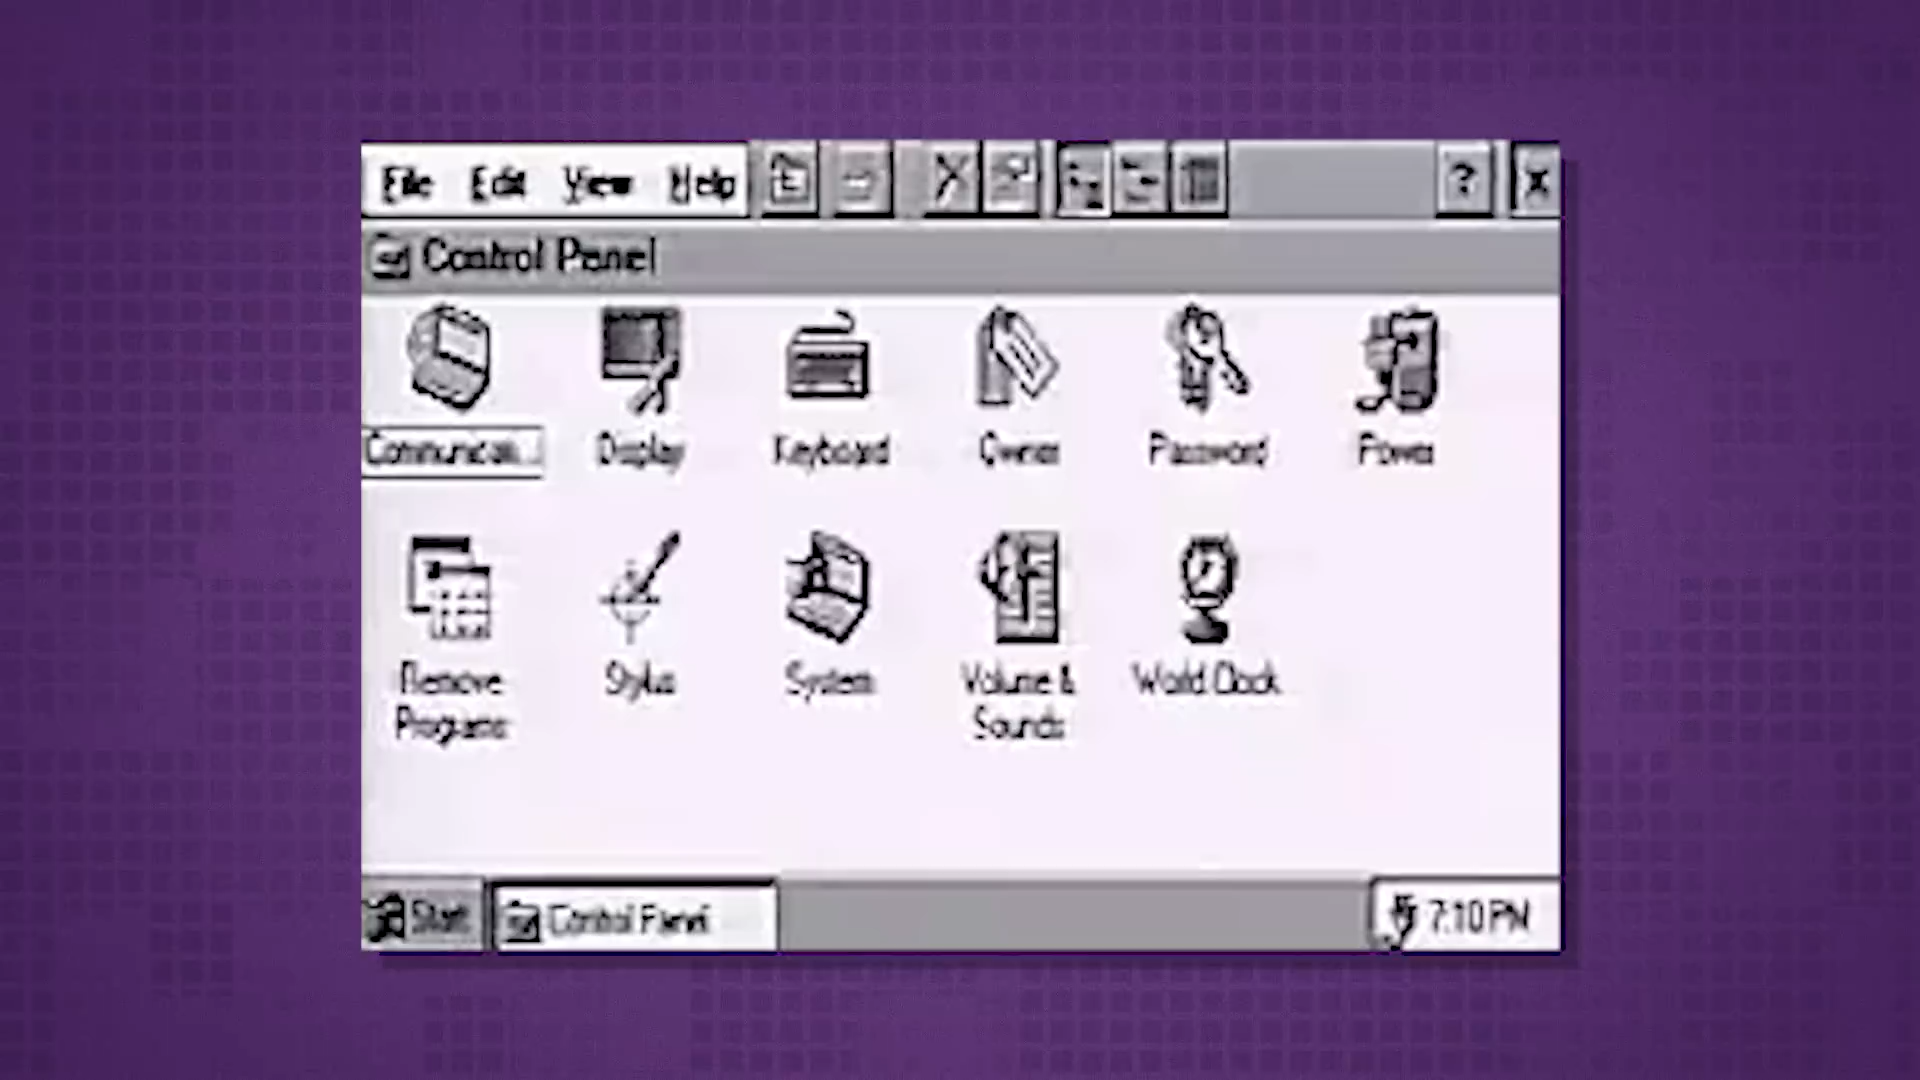 File Edit View Help ? X
Control Panel
Communicati... Display Keyboard Owner Password Power
Remove Programs Stylus System Volume & Sounds World Clock
Start Control Panel 7:10 PM